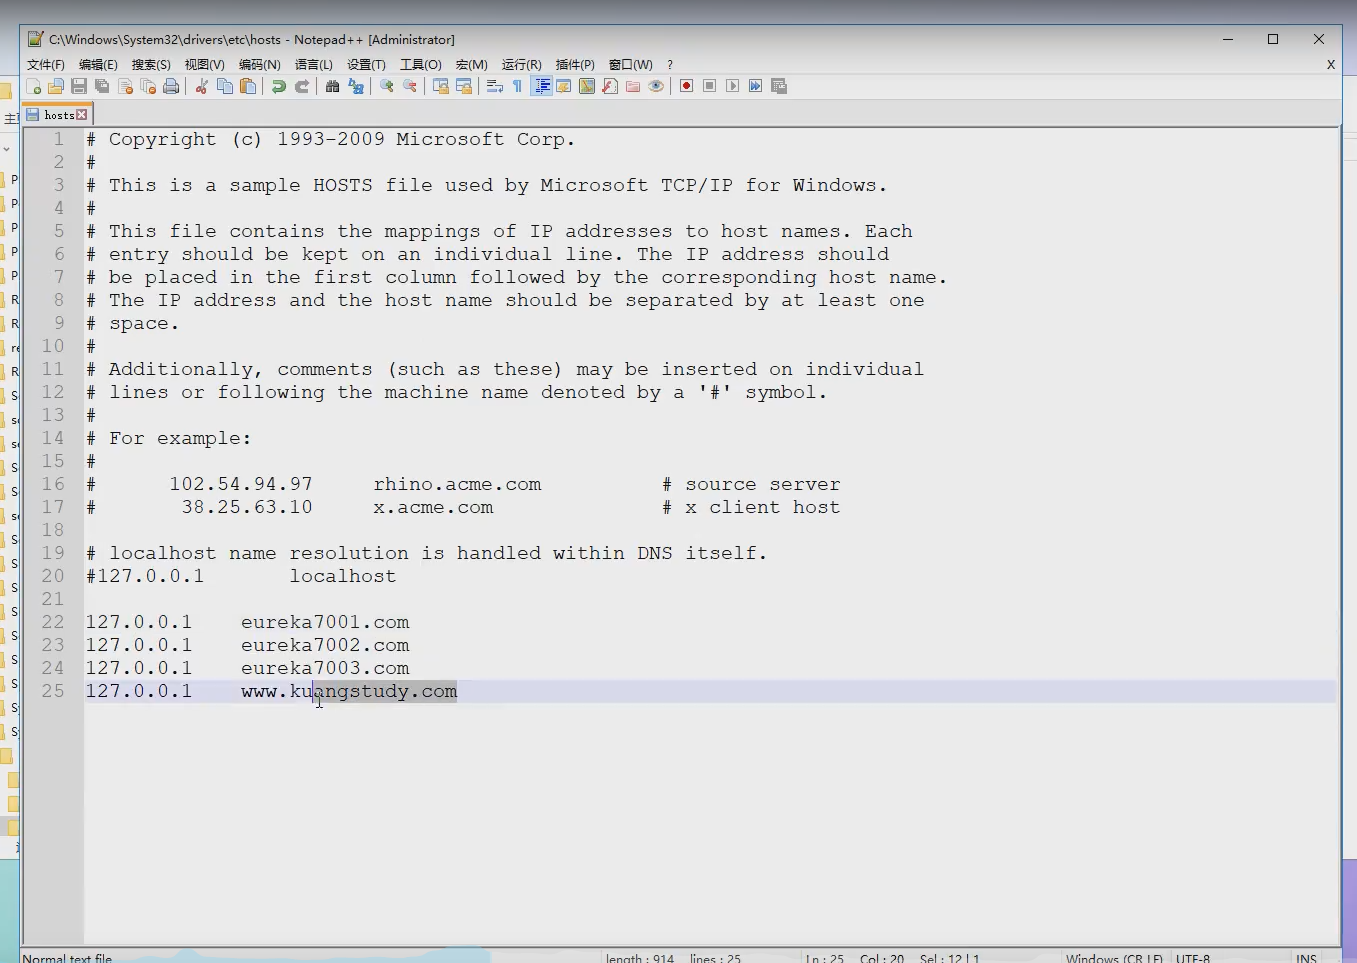 C:\Windows\System32\drivers\etc\hosts - Notepad++ [Administrator]
文件(F) 编辑(E) 搜索(S) 视图(V) 编码(N) 语言(L) 设置(T) 工具(O) 宏(M) 运行(R) 插件(P) 窗口(W) ? X
hosts
1 # Copyright (c) 1993-2009 Microsoft Corp.
2 #
3 # This is a sample HOSTS file used by Microsoft TCP/IP for Windows.
4 #
5 # This file contains the mappings of IP addresses to host names. Each
6 # entry should be kept on an individual line. The IP address should
7 # be placed in the first column followed by the corresponding host name.
8 # The IP address and the host name should be separated by at least one
9 # space.
10 #
11 # Additionally, comments (such as these) may be inserted on individual
12 # lines or following the machine name denoted by a '#' symbol.
13 #
14 # For example:
15 #
16 #      102.54.94.97     rhino.acme.com          # source server
17 #       38.25.63.10     x.acme.com              # x client host
18
19 # localhost name resolution is handled within DNS itself.
20 #127.0.0.1       localhost
21
22 127.0.0.1    eureka7001.com
23 127.0.0.1    eureka7002.com
24 127.0.0.1    eureka7003.com
25 127.0.0.1    www.kuangstudy.com
Normal text file length : 914 lines : 25 Ln : 25 Col : 20 Sel : 12 | 1 Windows (CR LF) UTF-8 INS